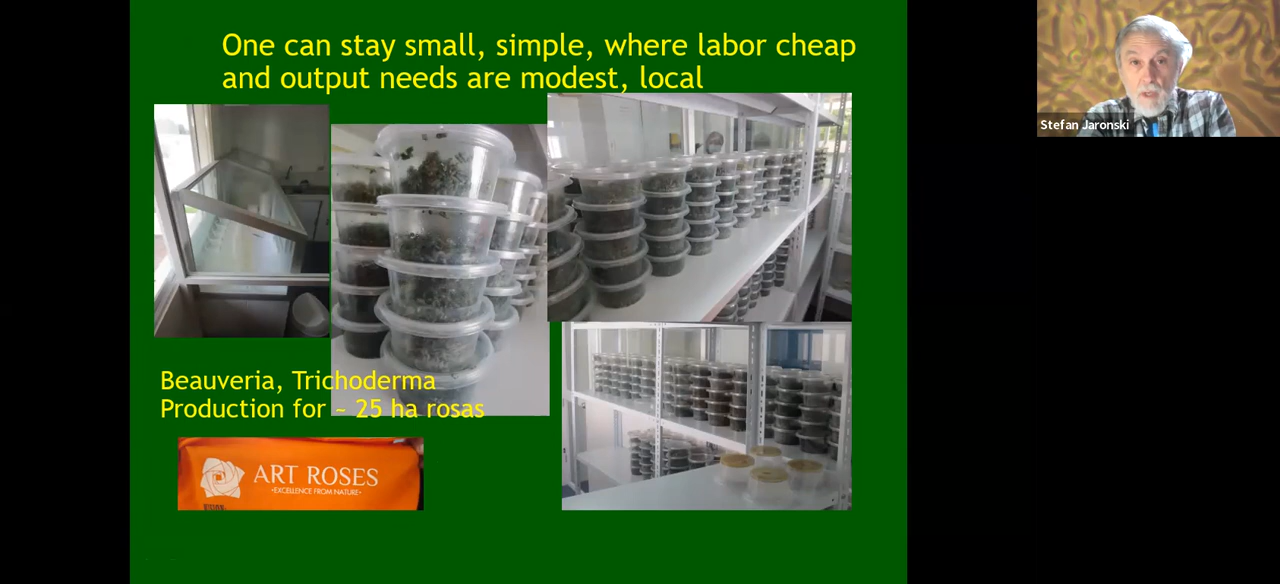 One can stay small, simple, where labor cheap
and output needs are modest, local
Stefan Jaronski
Beauveria, Trichoderma
Production for ~ 25 ha rosas
ART ROSES
•EXCELLENCE FROM NATURE•